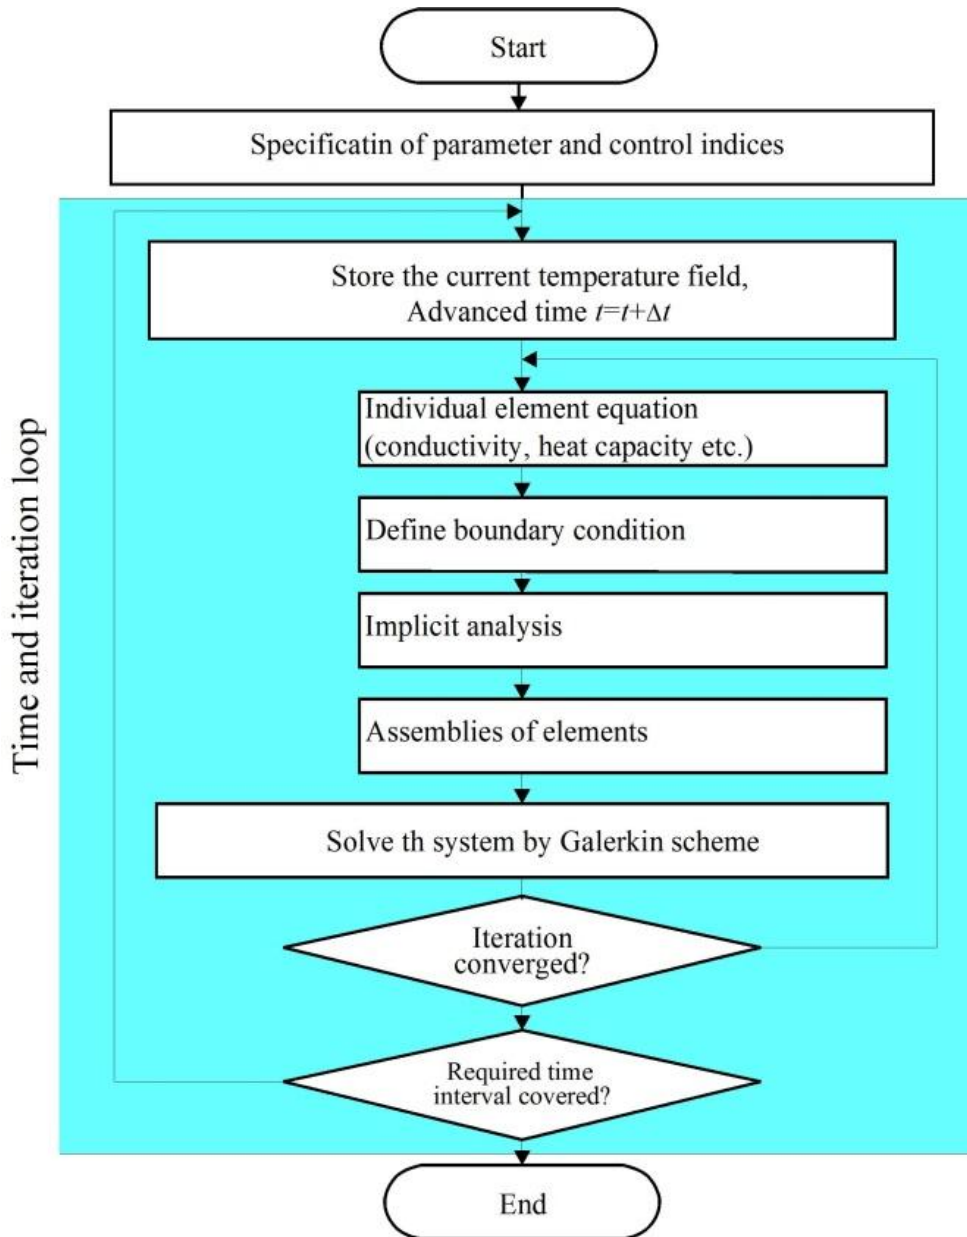 Start
Specificatin of parameter and control indices
Store the current temperature field,
Advanced time t=t+Δt
Individual element equation
(conductivity, heat capacity etc.)
Define boundary condition
Implicit analysis
Assemblies of elements
Solve th system by Galerkin scheme
Iteration
converged?
Required time
interval covered?
End
Time and iteration loop